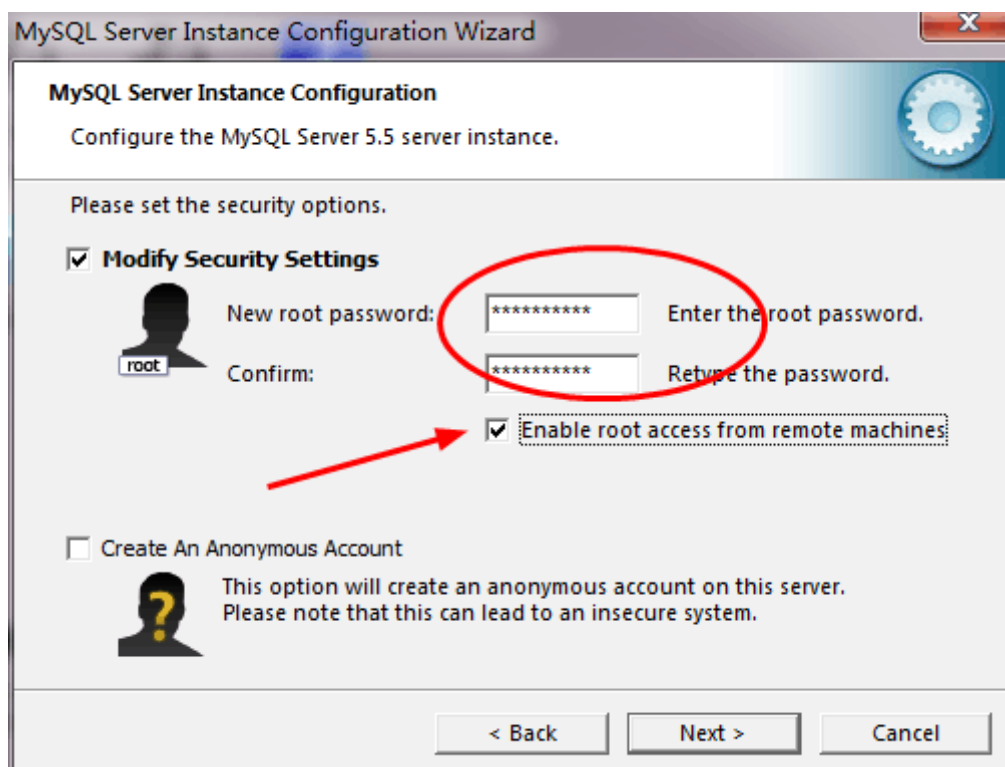 MySQL Server Instance Configuration Wizard
MySQL Server Instance Configuration
Configure the MySQL Server 5.5 server instance.
Please set the security options.
Modify Security Settings
New root password: ********** Enter the root password.
root
Confirm: ********** Retype the password.
Enable root access from remote machines
Create An Anonymous Account
This option will create an anonymous account on this server.
Please note that this can lead to an insecure system.
?
< Back Next > Cancel